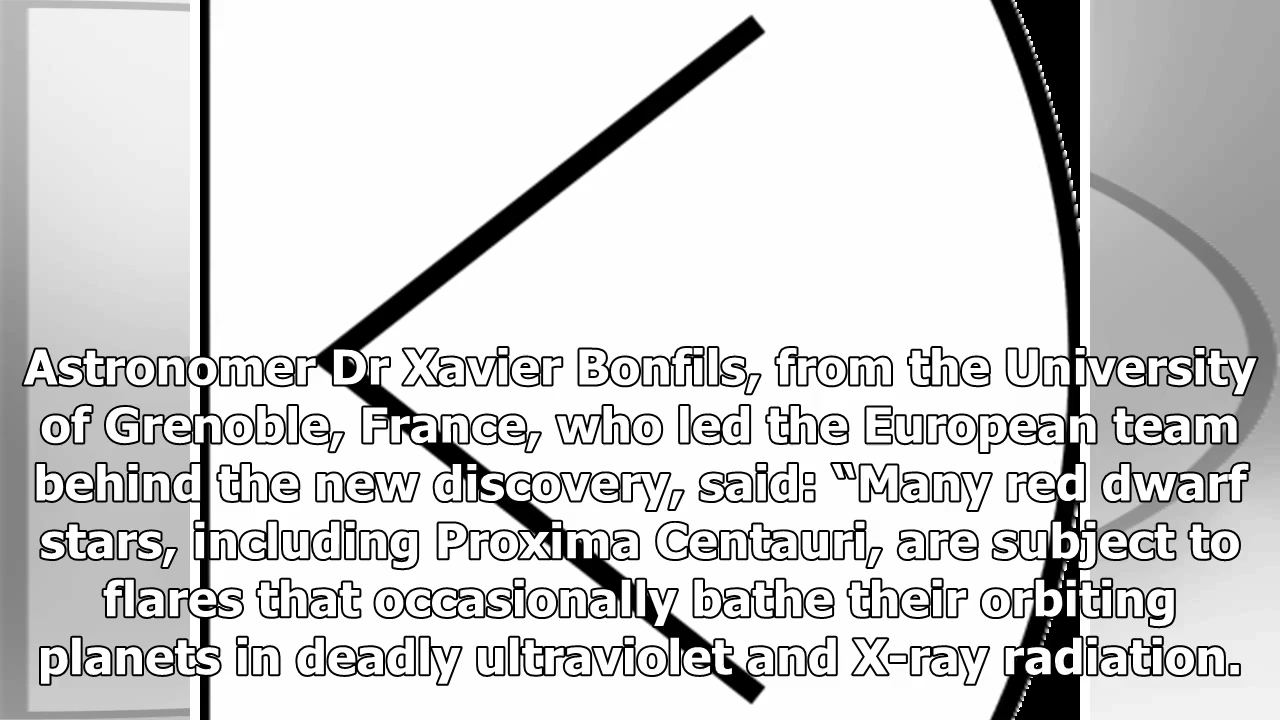 Astronomer Dr Xavier Bonfils, from the University
of Grenoble, France, who led the European team
behind the new discovery, said: “Many red dwarf
stars, including Proxima Centauri, are subject to
flares that occasionally bathe their orbiting
planets in deadly ultraviolet and X-ray radiation.